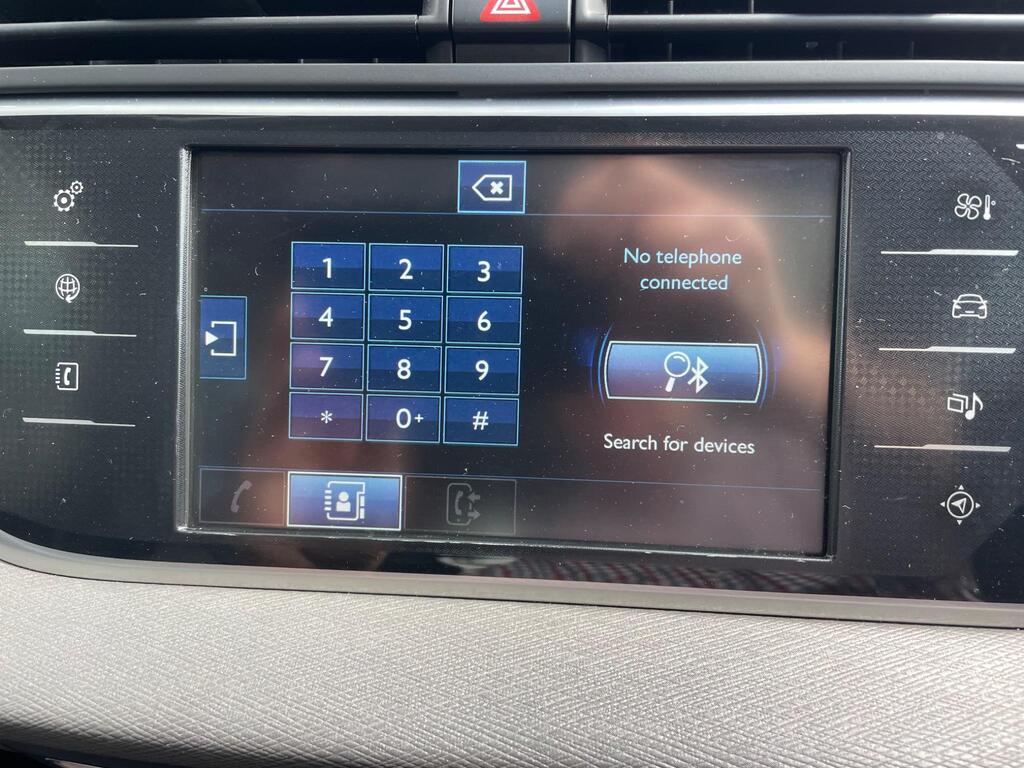 1 2 3
No telephone
connected
4 5 6
7 8 9
* 0+ #
Search for devices